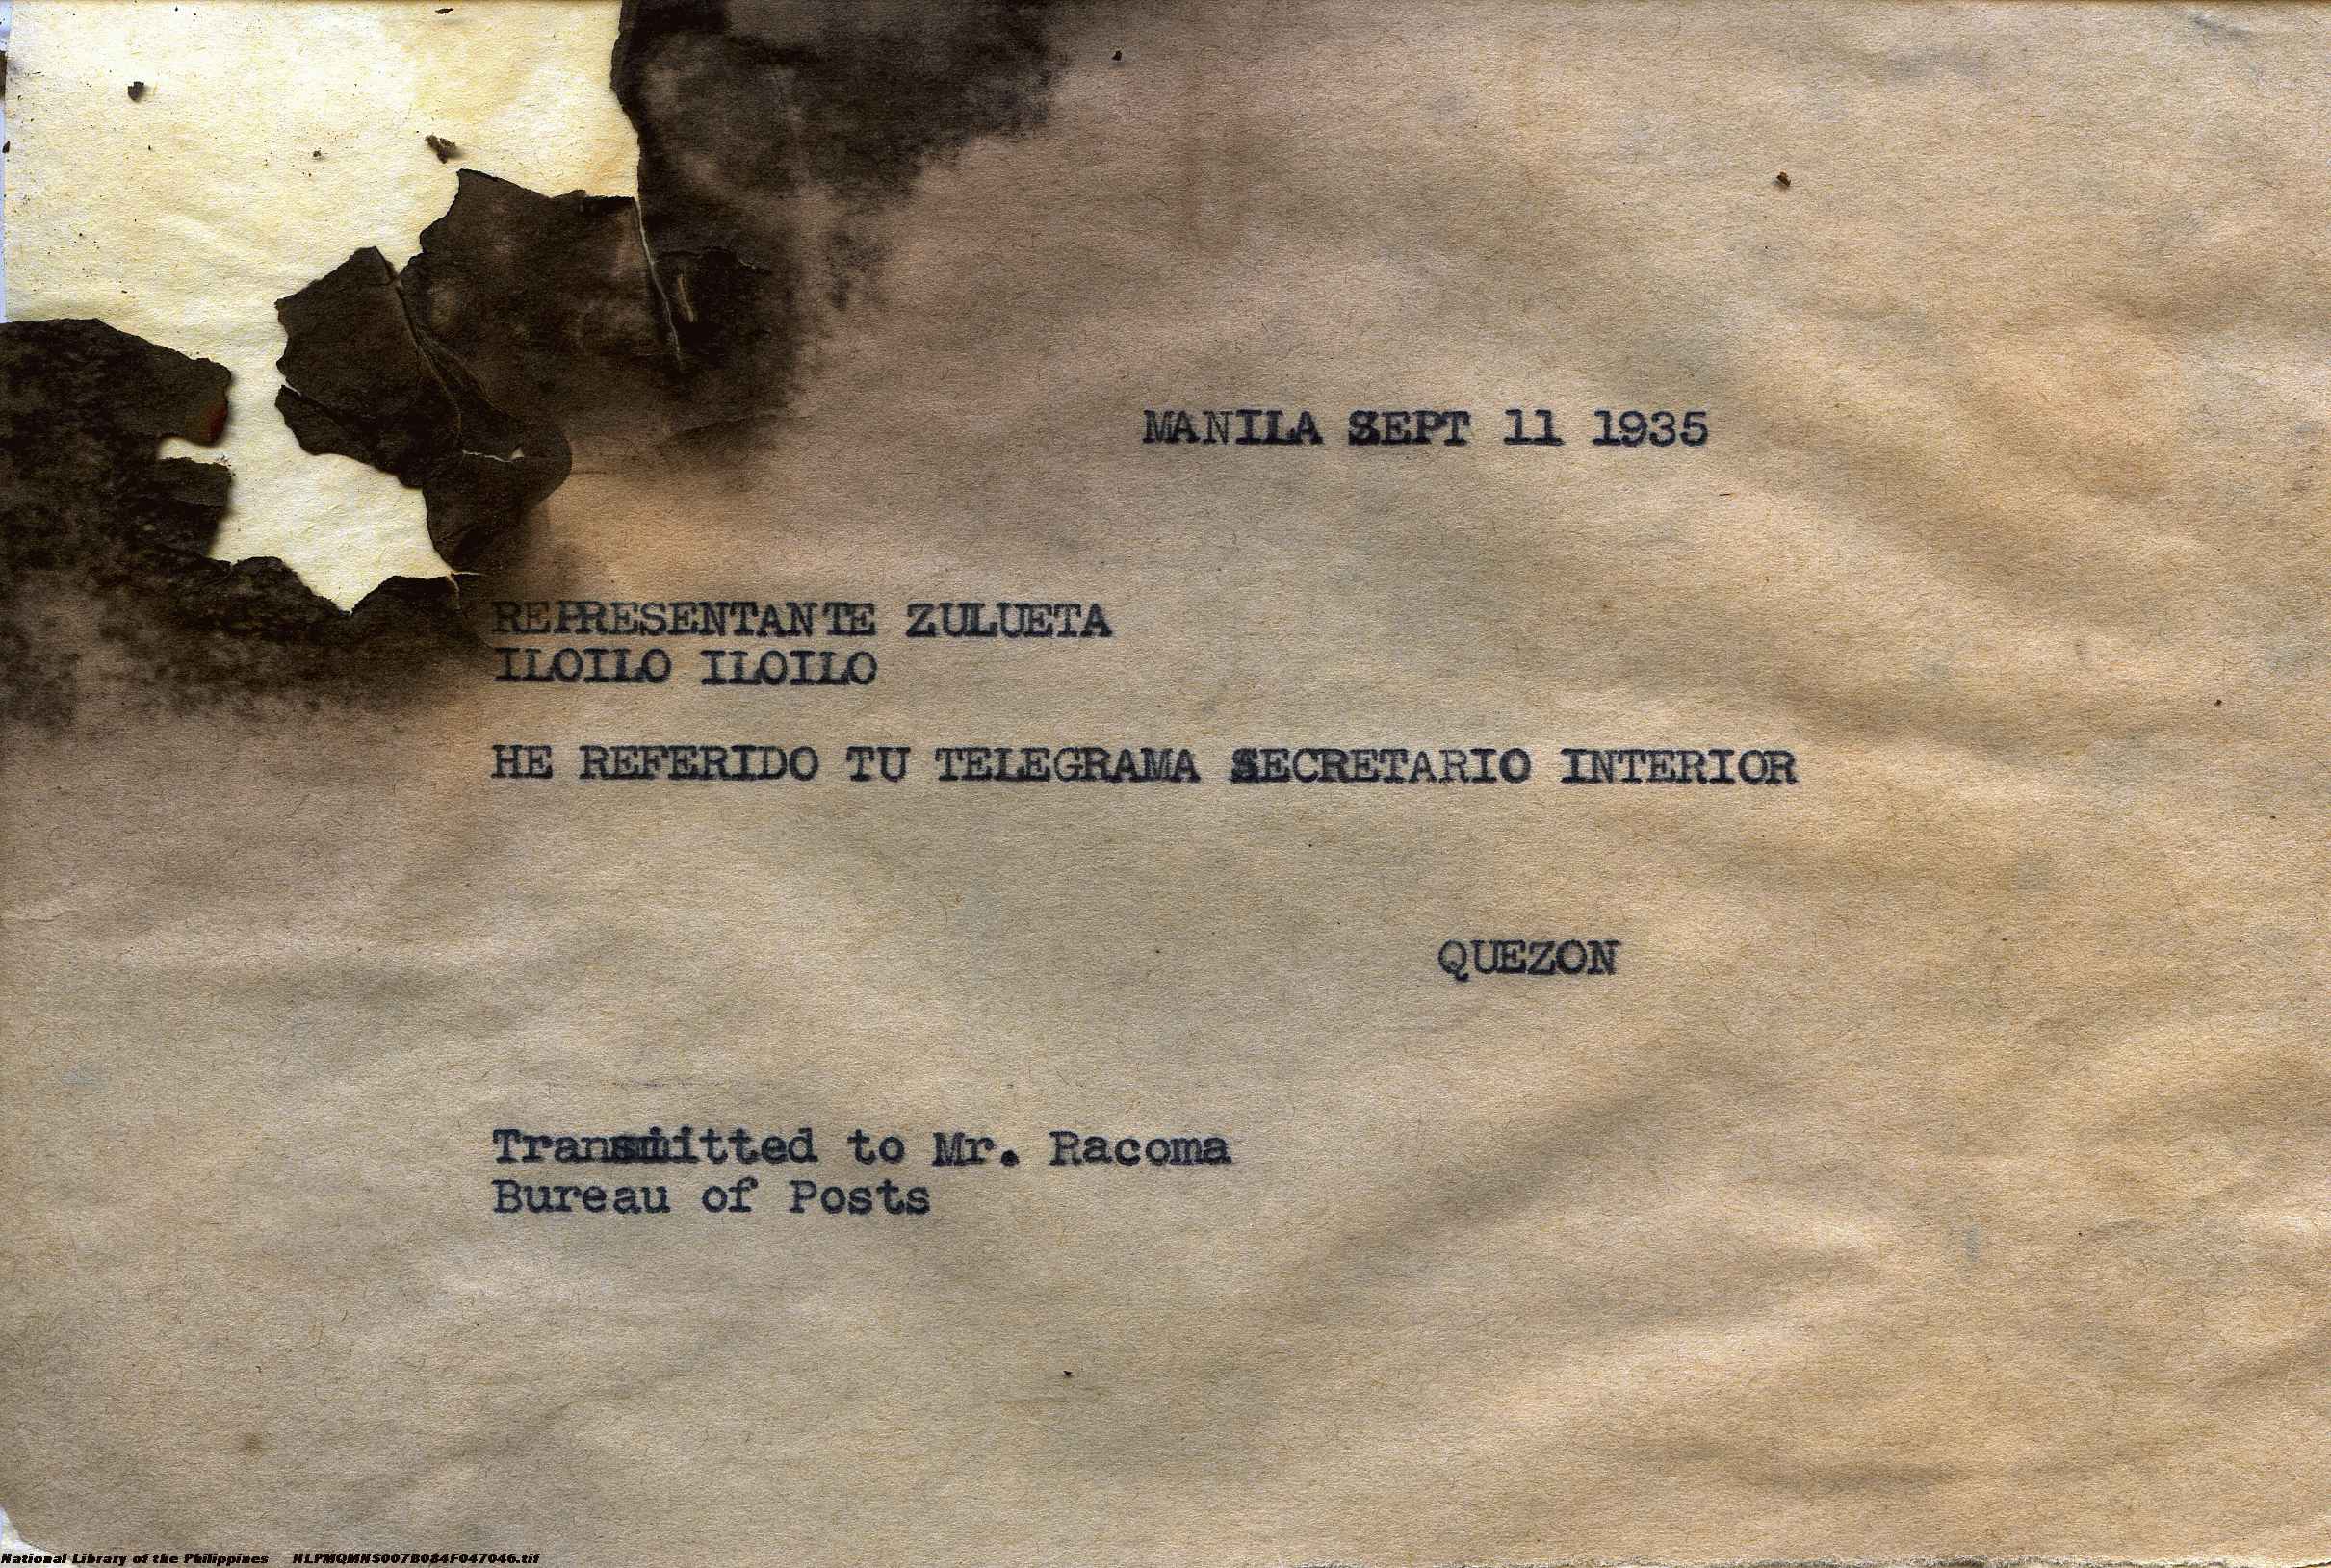 MANILA SEPT 11 1935
REPRESENTANTE ZULUETA
ILOILO ILOILO
HE REFERIDO TU TELEGRAMA SECRETARIO INTERIOR
QUEZON
Transmitted to Mr. Racoma
Bureau of Posts
National Library of the Philippines NLPMQMNS007B084F047046.tif